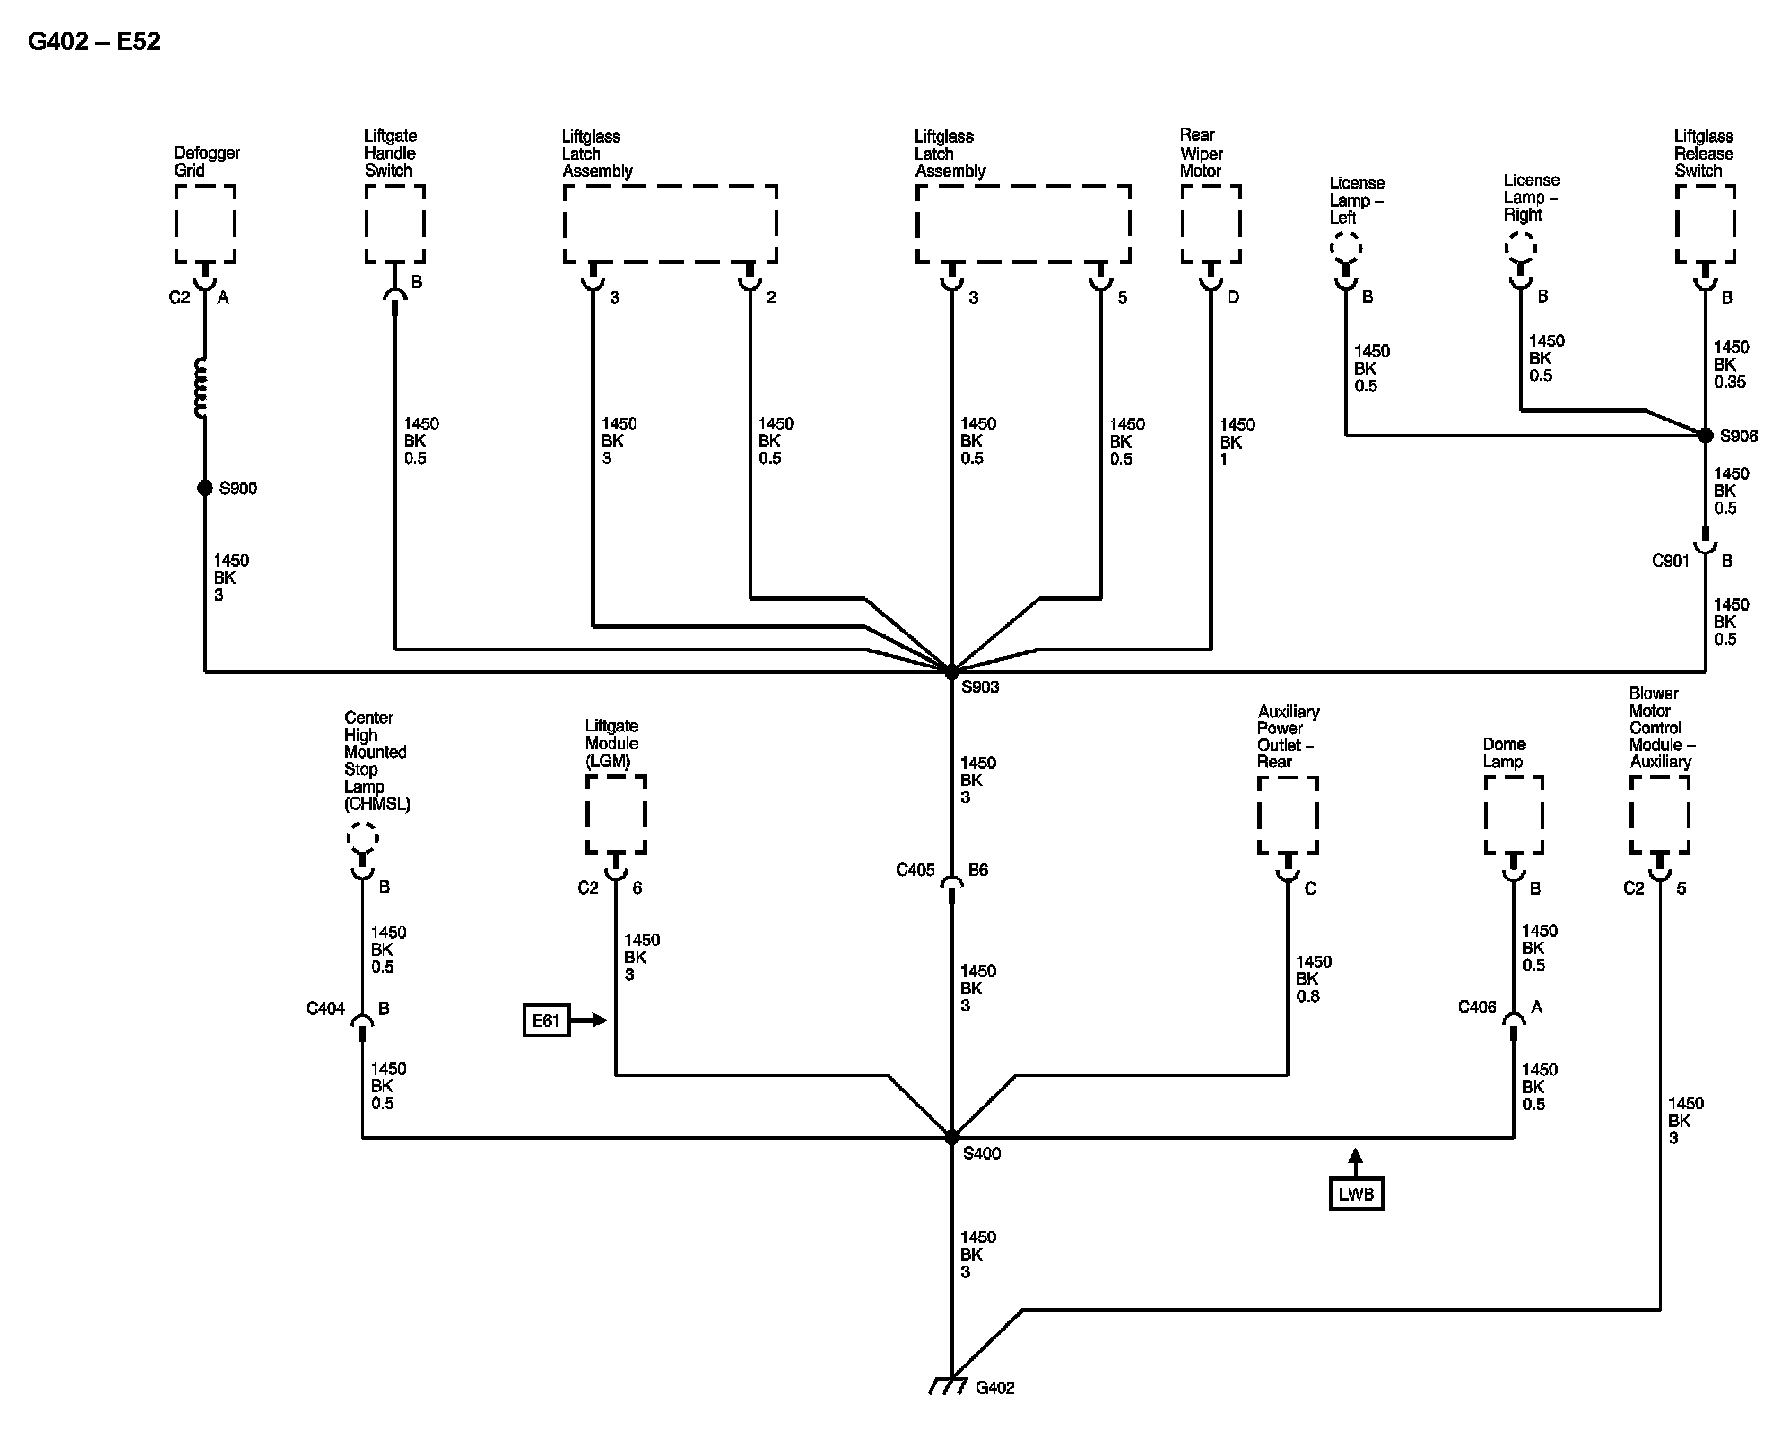 G402 – E52
Defogger
Grid
C2
A
S900
1450
BK
3
Liftgate
Handle
Switch
B
1450
BK
0.5
Liftglass
Latch
Assembly
3
2
1450
BK
3
1450
BK
0.5
Liftglass
Latch
Assembly
3
5
1450
BK
0.5
1450
BK
0.5
Rear
Wiper
Motor
D
1450
BK
1
License
Lamp –
Left
B
1450
BK
0.5
License
Lamp –
Right
B
1450
BK
0.5
Liftglass
Release
Switch
B
1450
BK
0.35
S906
1450
BK
0.5
C901
B
1450
BK
0.5
S903
1450
BK
3
C405
B6
1450
BK
3
Center
High
Mounted
Stop
Lamp
(CHMSL)
B
1450
BK
0.5
C404
B
1450
BK
0.5
Liftgate
Module
(LGM)
C2
6
1450
BK
3
E61
Auxiliary
Power
Outlet –
Rear
C
1450
BK
0.8
Dome
Lamp
B
1450
BK
0.5
C406
A
1450
BK
0.5
Blower
Motor
Control
Module –
Auxiliary
C2
5
1450
BK
3
S400
LWB
1450
BK
3
G402